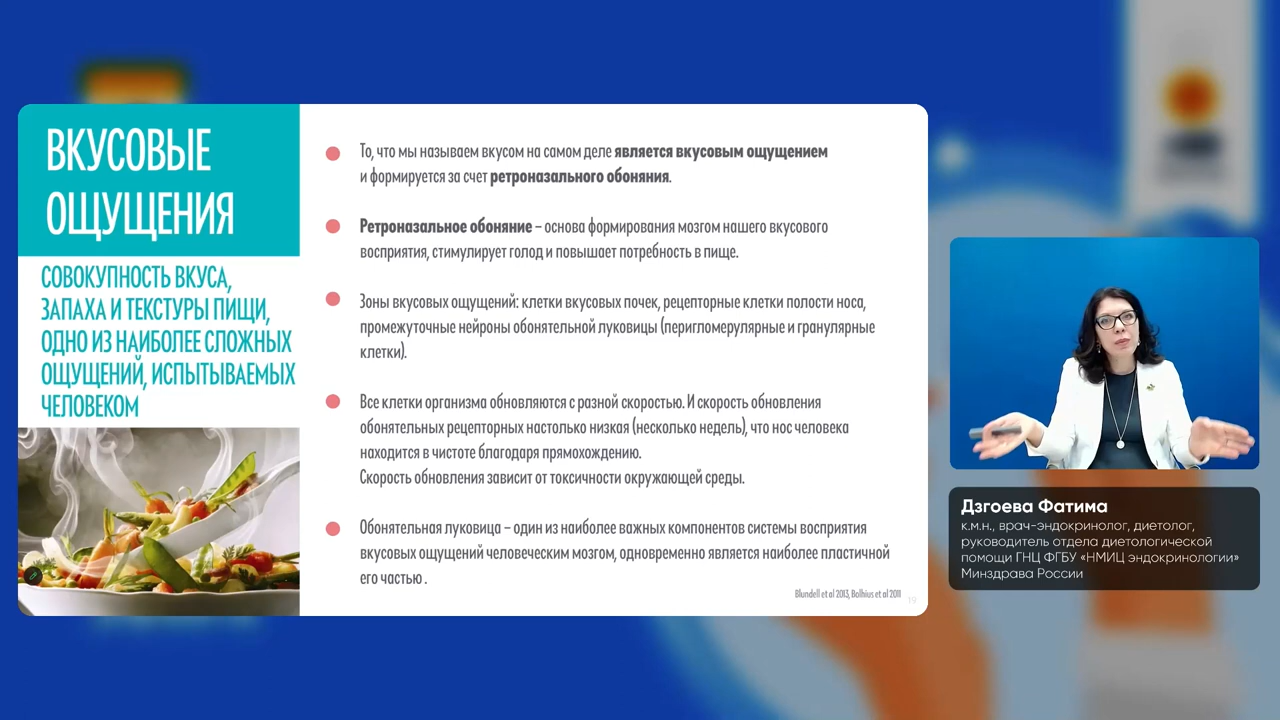 ВКУСОВЫЕ
ОЩУЩЕНИЯ
СОВОКУПНОСТЬ ВКУСА,
ЗАПАХА И ТЕКСТУРЫ ПИЩИ,
ОДНО ИЗ НАИБОЛЕЕ СЛОЖНЫХ
ОЩУЩЕНИЙ, ИСПЫТЫВАЕМЫХ
ЧЕЛОВЕКОМ
То, что мы называем вкусом на самом деле является вкусовым ощущением
и формируется за счет ретроназального обоняния.
Ретроназальное обоняние – основа формирования мозгом нашего вкусового
восприятия, стимулирует голод и повышает потребность в пище.
Зоны вкусовых ощущений: клетки вкусовых почек, рецепторные клетки полости носа,
промежуточные нейроны обонятельной луковицы (перигломерулярные и гранулярные
клетки).
Все клетки организма обновляются с разной скоростью. И скорость обновления
обонятельных рецепторных настолько низкая (несколько недель), что нос человека
находится в чистоте благодаря прямохождению.
Скорость обновления зависит от токсичности окружающей среды.
Обонятельная луковица – один из наиболее важных компонентов системы восприятия
вкусовых ощущений человеческим мозгом, одновременно является наиболее пластичной
его частью .
Blundell et al 2013, Bolhius et al 2011
19
Дзгоева Фатима
к.м.н., врач-эндокринолог, диетолог,
руководитель отдела диетологической
помощи ГНЦ ФГБУ «НМИЦ эндокринологии»
Минздрава России